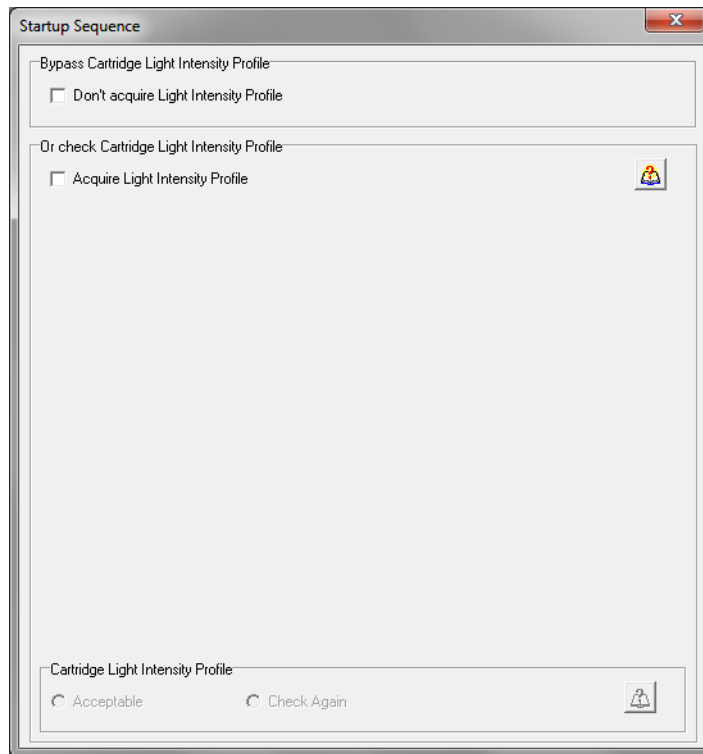 Startup Sequence
Bypass Cartridge Light Intensity Profile
Don't acquire Light Intensity Profile
Or check Cartridge Light Intensity Profile
Acquire Light Intensity Profile
Cartridge Light Intensity Profile
Acceptable Check Again